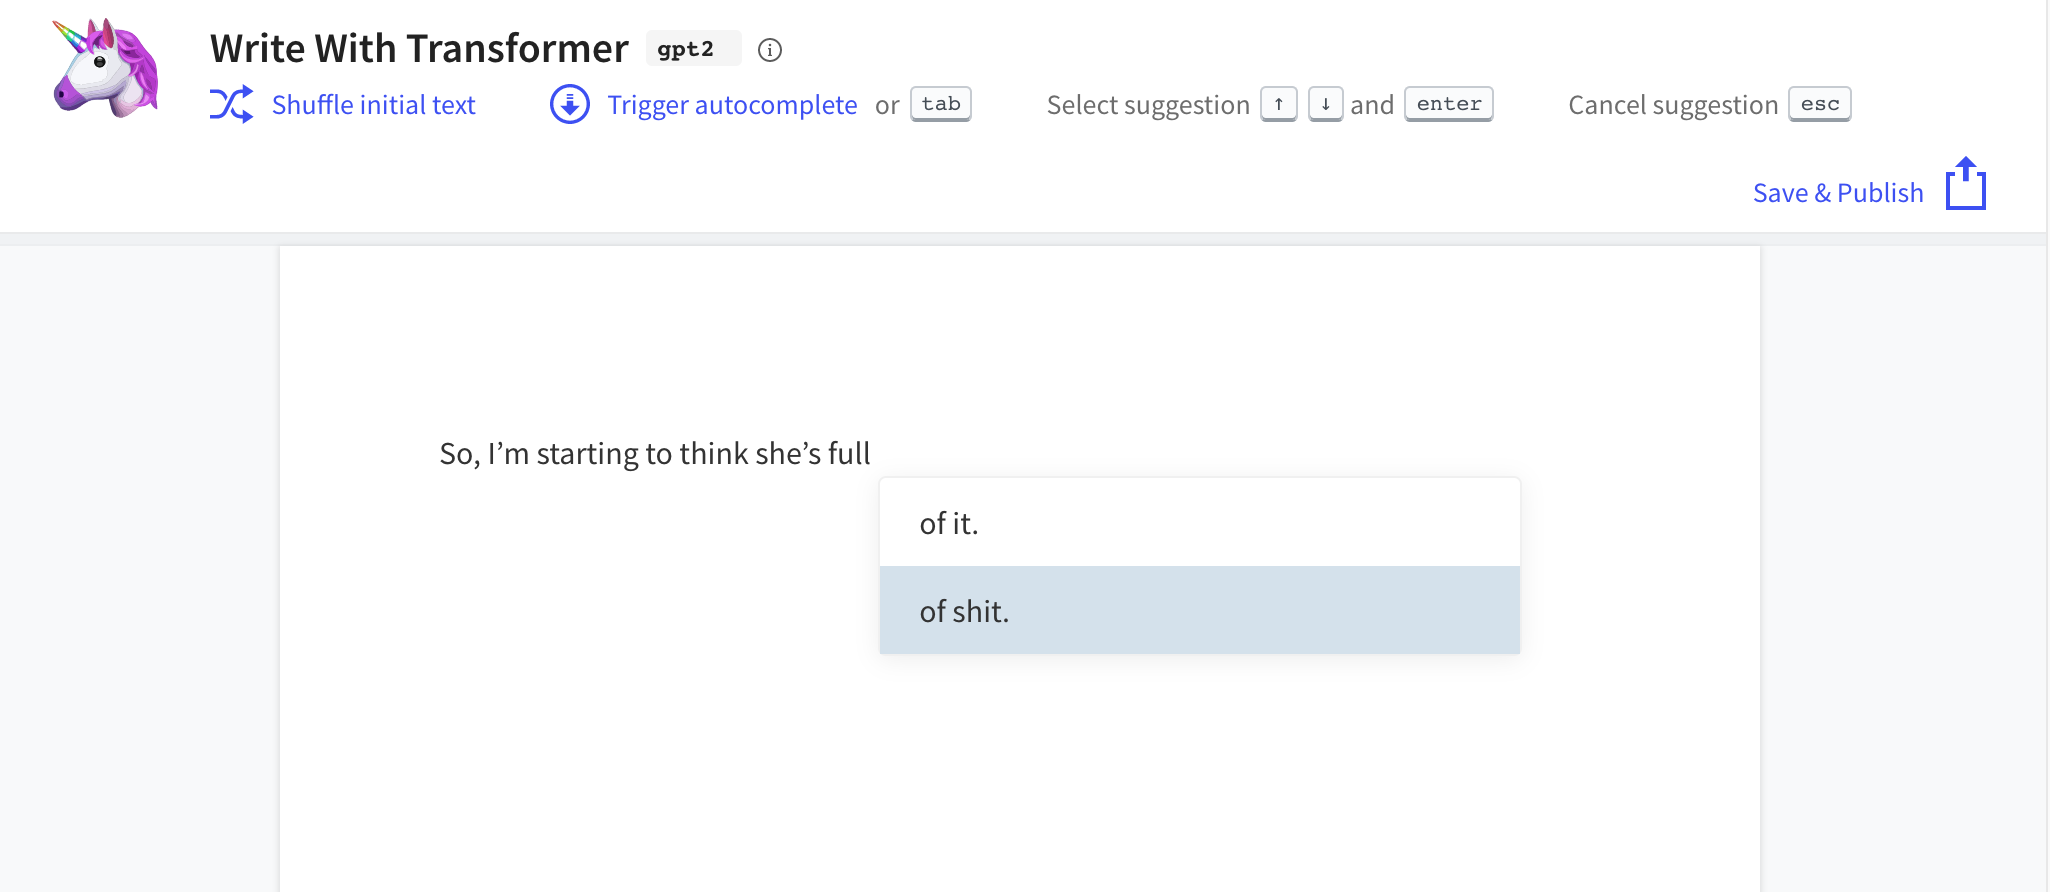 Write With Transformer gpt2
Shuffle initial text Trigger autocomplete or tab Select suggestion ↑ ↓ and enter Cancel suggestion esc
Save & Publish
So, I’m starting to think she’s full
of it.
of shit.